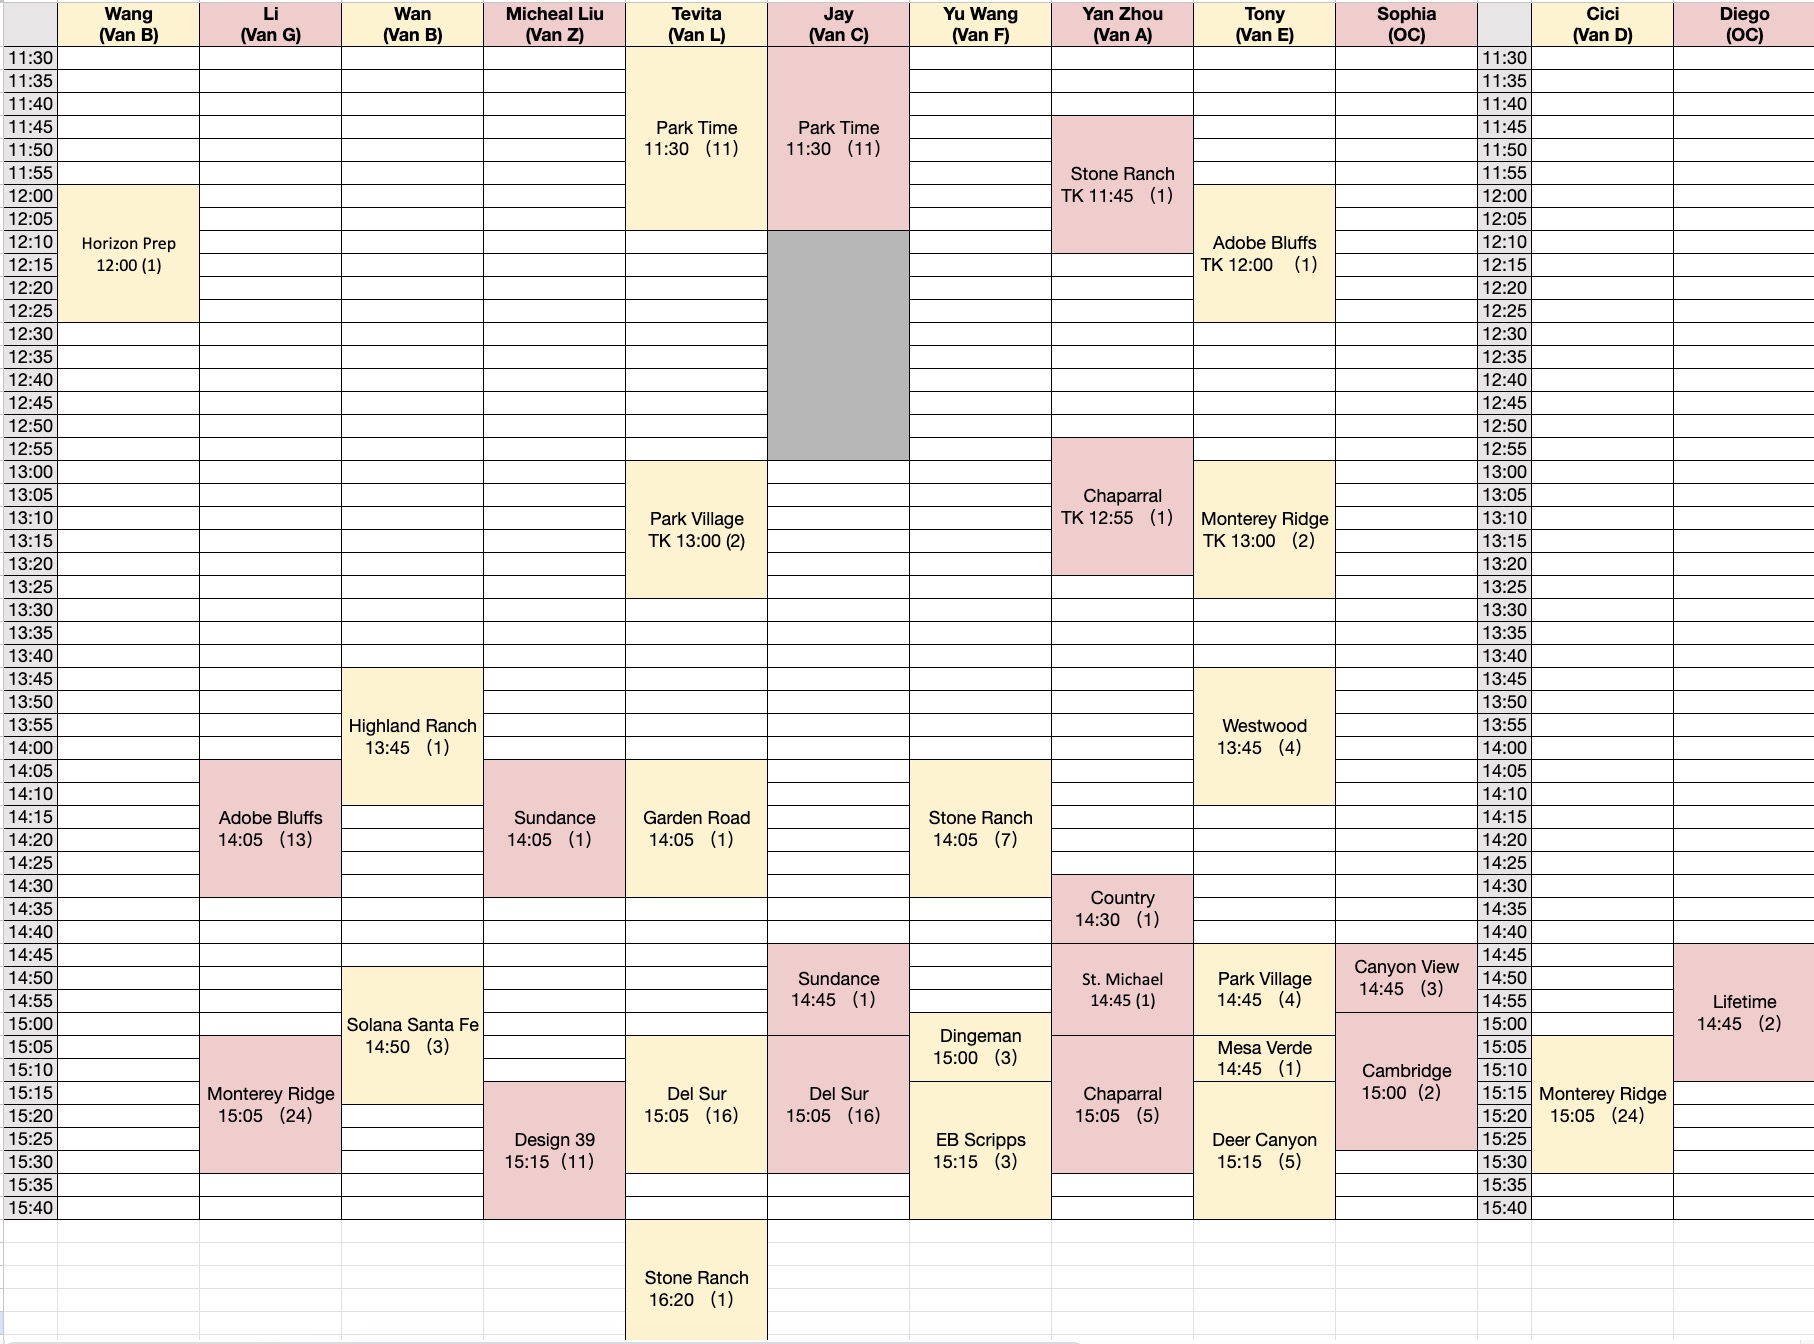 Wang Li Wan Micheal Liu Tevita Jay Yu Wang Yan Zhou Tony Sophia Cici Diego
(Van B) (Van G) (Van B) (Van Z) (Van L) (Van C) (Van F) (Van A) (Van E) (OC) (Van D) (OC)
11:30 11:30
11:35 11:35
11:40 11:40
11:45 Park Time Park Time 11:45
11:50 11:30 (11) 11:30 (11) 11:50
11:55 Stone Ranch 11:55
12:00 TK 11:45 (1) 12:00
12:05 12:05
12:10 Horizon Prep Adobe Bluffs 12:10
12:15 12:00 (1) TK 12:00 (1) 12:15
12:20 12:20
12:25 12:25
12:30 12:30
12:35 12:35
12:40 12:40
12:45 12:45
12:50 12:50
12:55 12:55
13:00 13:00
13:05 Chaparral 13:05
13:10 Park Village TK 12:55 (1) Monterey Ridge 13:10
13:15 TK 13:00 (2) TK 13:00 (2) 13:15
13:20 13:20
13:25 13:25
13:30 13:30
13:35 13:35
13:40 13:40
13:45 13:45
13:50 13:50
13:55 Highland Ranch Westwood 13:55
14:00 13:45 (1) 13:45 (4) 14:00
14:05 14:05
14:10 14:10
14:15 Adobe Bluffs Sundance Garden Road Stone Ranch 14:15
14:20 14:05 (13) 14:05 (1) 14:05 (1) 14:05 (7) 14:20
14:25 14:25
14:30 Country 14:30
14:35 14:30 (1) 14:35
14:40 14:40
14:45 Canyon View 14:45
14:50 Sundance St. Michael Park Village 14:45 (3) 14:50
14:55 14:45 (1) 14:45 (1) 14:45 (4) 14:55 Lifetime
15:00 Solana Santa Fe Dingeman 15:00 14:45 (2)
15:05 14:50 (3) 15:00 (3) Mesa Verde 15:05
15:10 14:45 (1) Cambridge 15:10
15:15 Monterey Ridge Del Sur Del Sur Chaparral 15:00 (2) 15:15 Monterey Ridge
15:20 15:05 (24) 15:05 (16) 15:05 (16) 15:05 (5) 15:20 15:05 (24)
15:25 Design 39 EB Scripps Deer Canyon 15:25
15:30 15:15 (11) 15:15 (3) 15:15 (5) 15:30
15:35 15:35
15:40 15:40
Stone Ranch
16:20 (1)